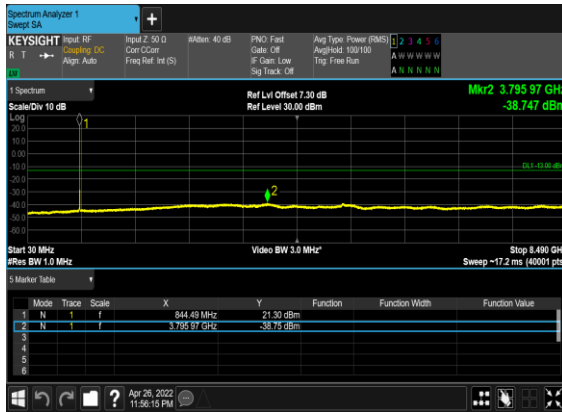 Spectrum Analyzer 1
Swept SA
+
KEYSIGHT Input: RF Input Z: 50 Ω #Atten: 40 dB PNO: Fast Avg Type: Power (RMS) 1 2 3 4 5 6
R T Coupling: DC Corr CCorr Gate: Off Avg|Hold: 100/100 A W W W W W
Align: Auto Freq Ref: Int (S) IF Gain: Low Trig: Free Run
Sig Track: Off A N N N N N
1 Spectrum
Ref Lvl Offset 7.30 dB Mkr2 3.795 97 GHz
Scale/Div 10 dB Ref Level 30.00 dBm -38.747 dBm
Log
20.0
10.0
0.00
-10.0
-20.0
-30.0
-40.0
-50.0
-60.0
1
DL1 -13.00 dBm
2
Start 30 MHz Video BW 3.0 MHz* Stop 8.490 GH
#Res BW 1.0 MHz Sweep ~17.2 ms (40001 pts
5 Marker Table
Mode Trace Scale X Y Function Function Width Function Value
1 N 1 f 844.49 MHz 21.30 dBm
2 N 1 f 3.795 97 GHz -38.75 dBm
3
4
5
6
? Apr 26, 2022
11:56:15 PM